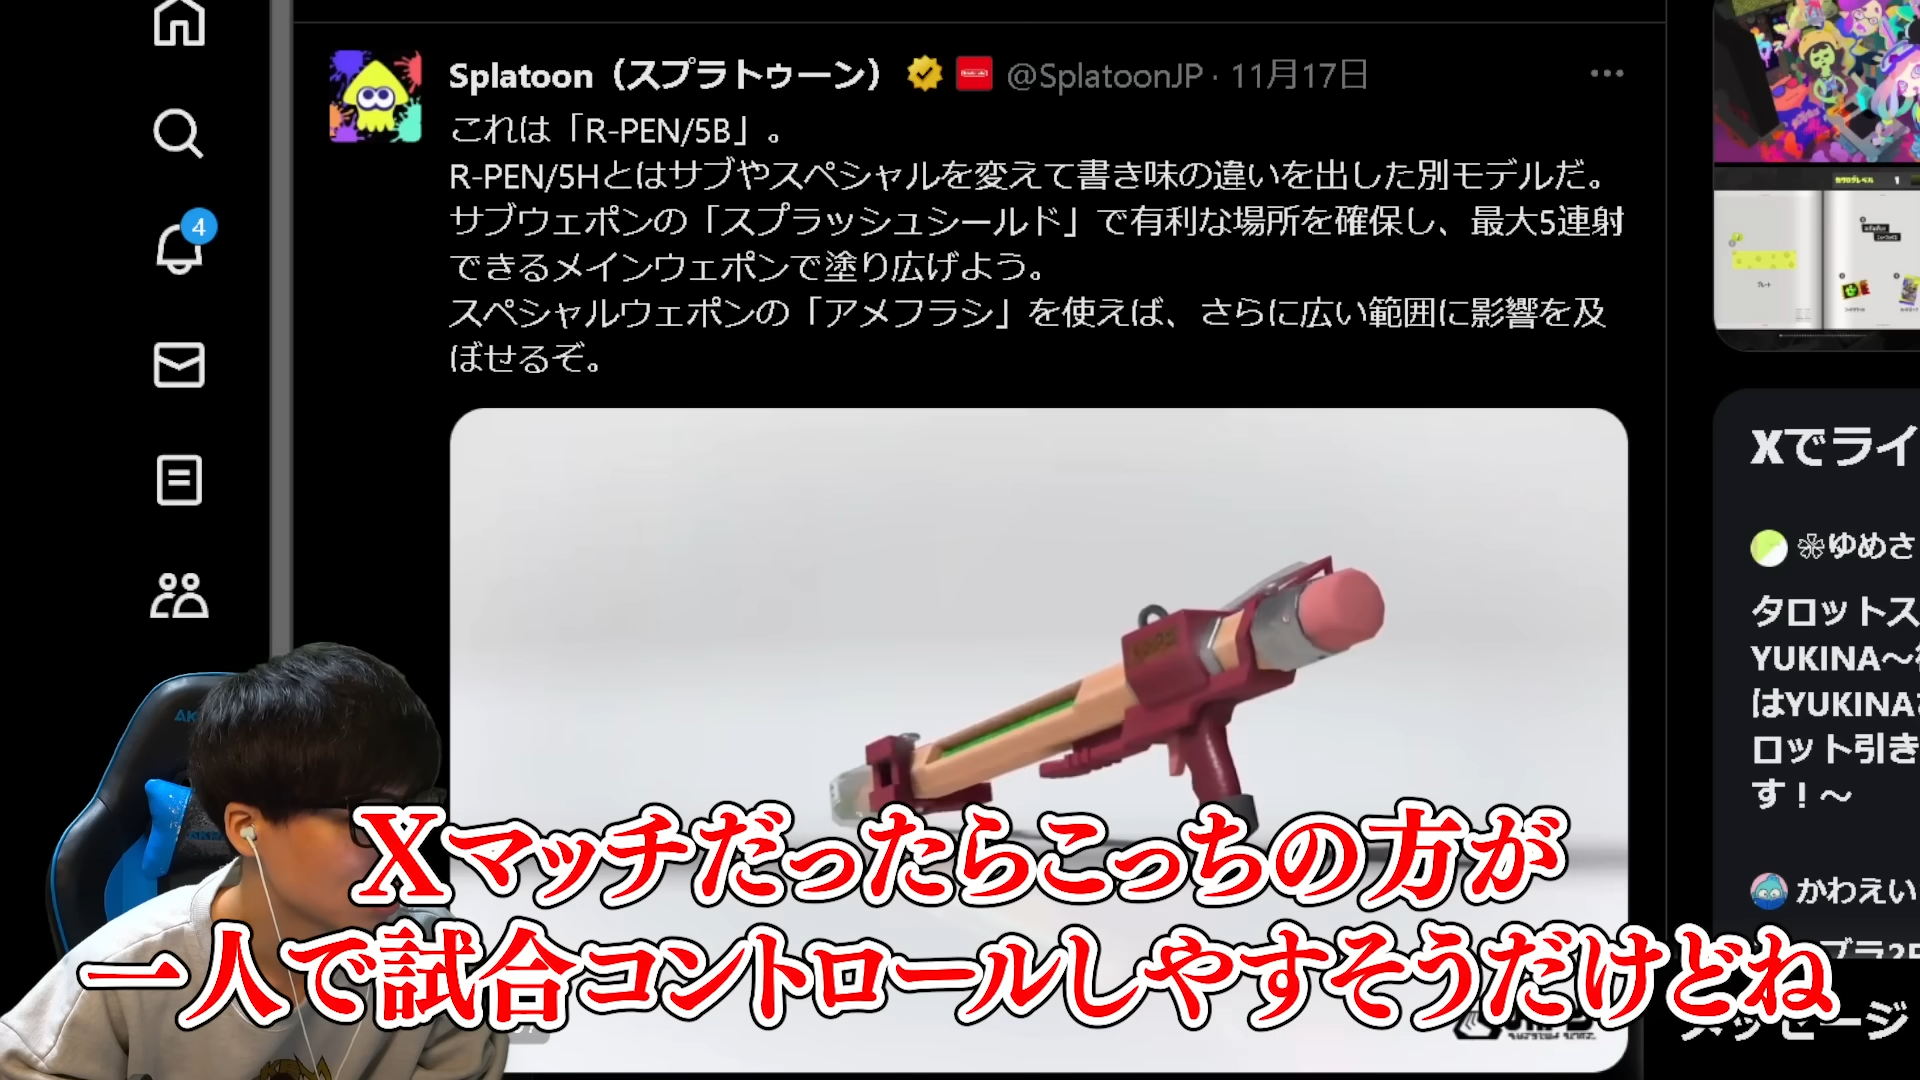 4
Splatoon（スプラトゥーン） @SplatoonJP · 11月17日
これは「R-PEN/5B」。
R-PEN/5Hとはサブやスペシャルを変えて書き味の違いを出した別モデルだ。
サブウェポンの「スプラッシュシールド」で有利な場所を確保し、最大5連射
できるメインウェポンで塗り広げよう。
スペシャルウェポンの「アメフラシ」を使えば、さらに広い範囲に影響を及
ぼせるぞ。
Xマッチだったらこっちの方が
一人で試合コントロールしやすそうだけどね
Xでライ
ゆめさ
タロットス
YUKINA〜
はYUKINA
ロット引き
す！〜
かわえい
メッセージ